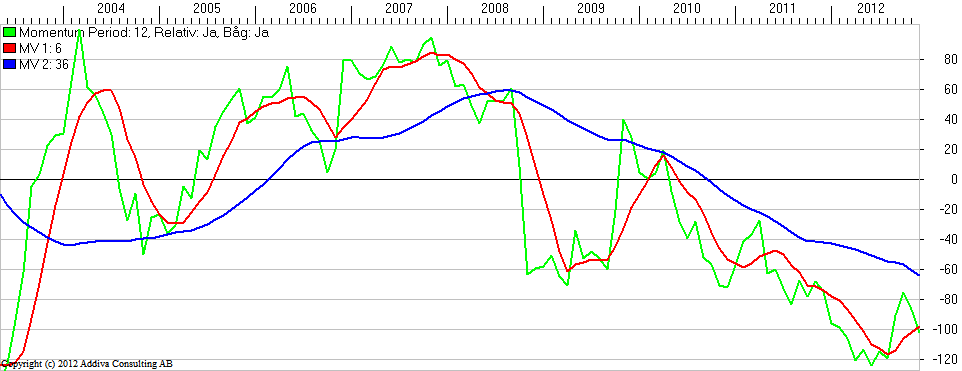 2004 2005 2006 2007 2008 2009 2010 2011 2012
Momentum Period: 12, Relativ: Ja, Båg: Ja
MV 1: 6
MV 2: 36
80
60
40
20
0
-20
-40
-60
-80
-100
-120
Copyright (c) 2012 Addiva Consulting AB